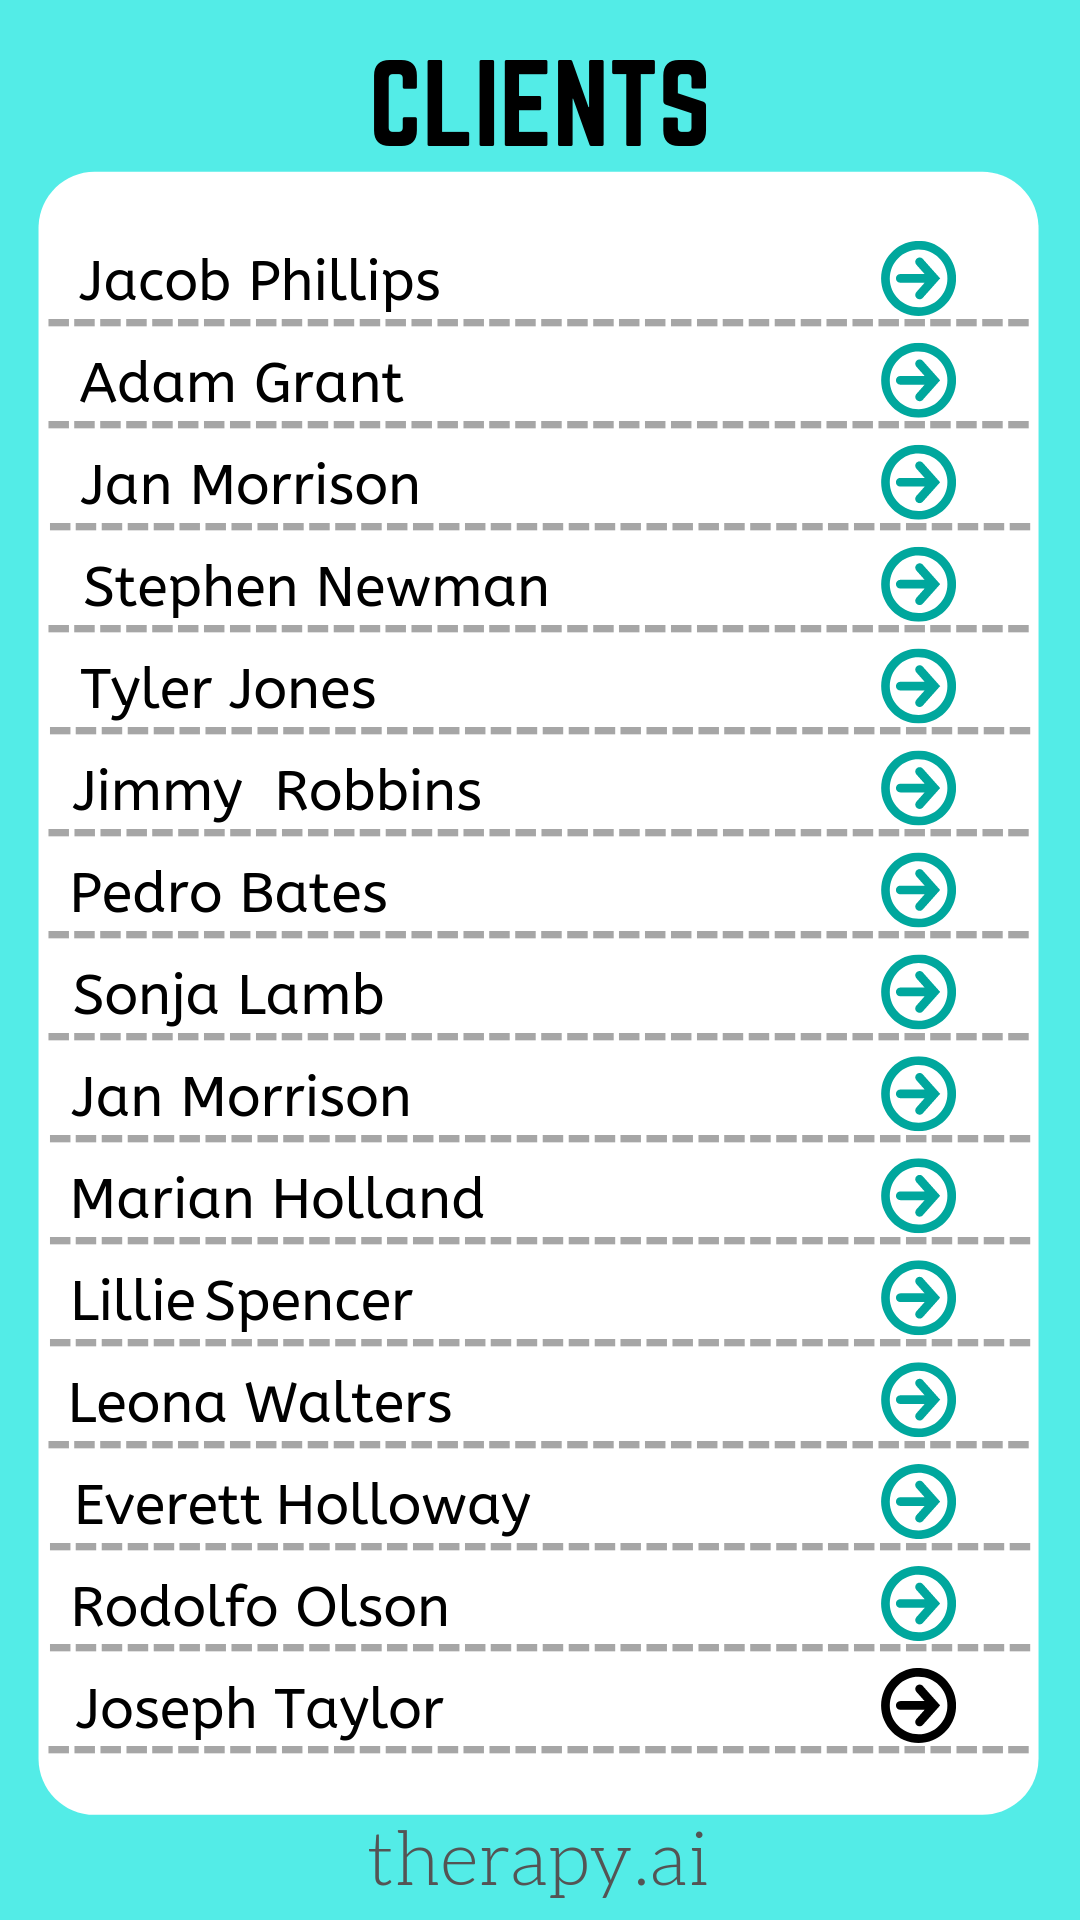 CLIENTS
Jacob Phillips
Adam Grant
Jan Morrison
Stephen Newman
Tyler Jones
Jimmy Robbins
Pedro Bates
Sonja Lamb
Jan Morrison
Marian Holland
Lillie Spencer
Leona Walters
Everett Holloway
Rodolfo Olson
Joseph Taylor
therapy.ai